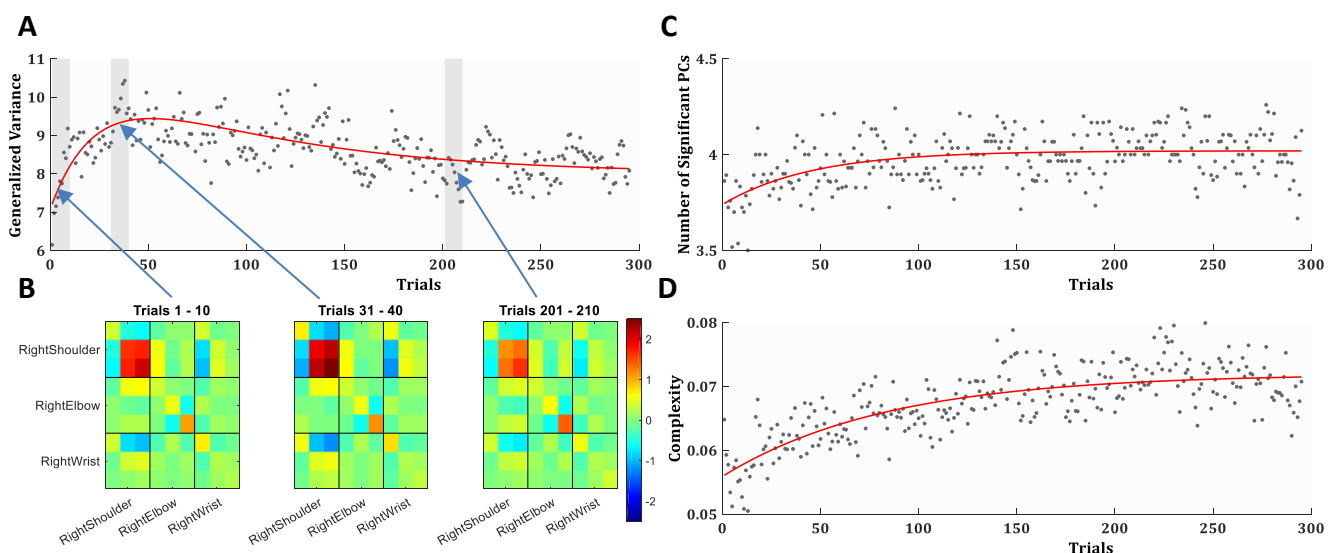 A
Generalized Variance
11
10
9
8
7
6
0
50
100
150
200
250
300
Trials
B
Trials 1 - 10
Trials 31 - 40
Trials 201 - 210
RightShoulder
RightElbow
RightWrist
RightShoulder
RightElbow
RightWrist
RightShoulder
RightElbow
RightWrist
RightShoulder
RightElbow
RightWrist
2
1
0
-1
-2
C
Number of Significant PCs
4.5
4
3.5
0
50
100
150
200
250
300
Trials
D
Complexity
0.08
0.07
0.06
0.05
0
50
100
150
200
250
300
Trials